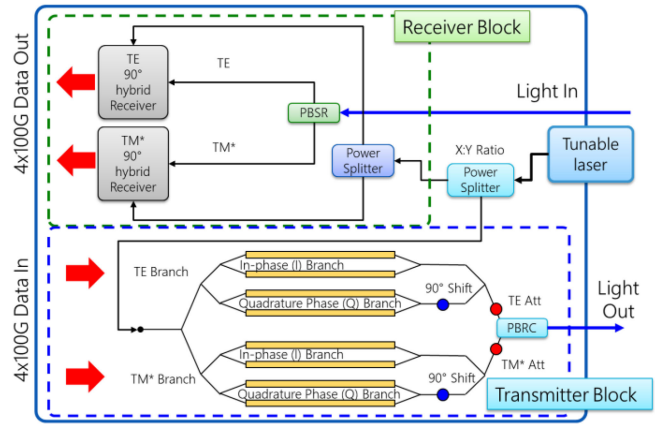 Receiver Block
4x100G Data Out
TE
90°
hybrid
Receiver
TE
PBSR
Light In
TM*
90°
hybrid
Receiver
TM*
Power
Splitter
X:Y Ratio
Power
Splitter
Tunable
laser
4x100G Data In
TE Branch
In-phase (I) Branch
90° Shift
Quadrature Phase (Q) Branch
TE Att
Light
Out
PBRC
In-phase (I) Branch
TM* Att
TM* Branch
90° Shift
Quadrature Phase (Q) Branch
Transmitter Block